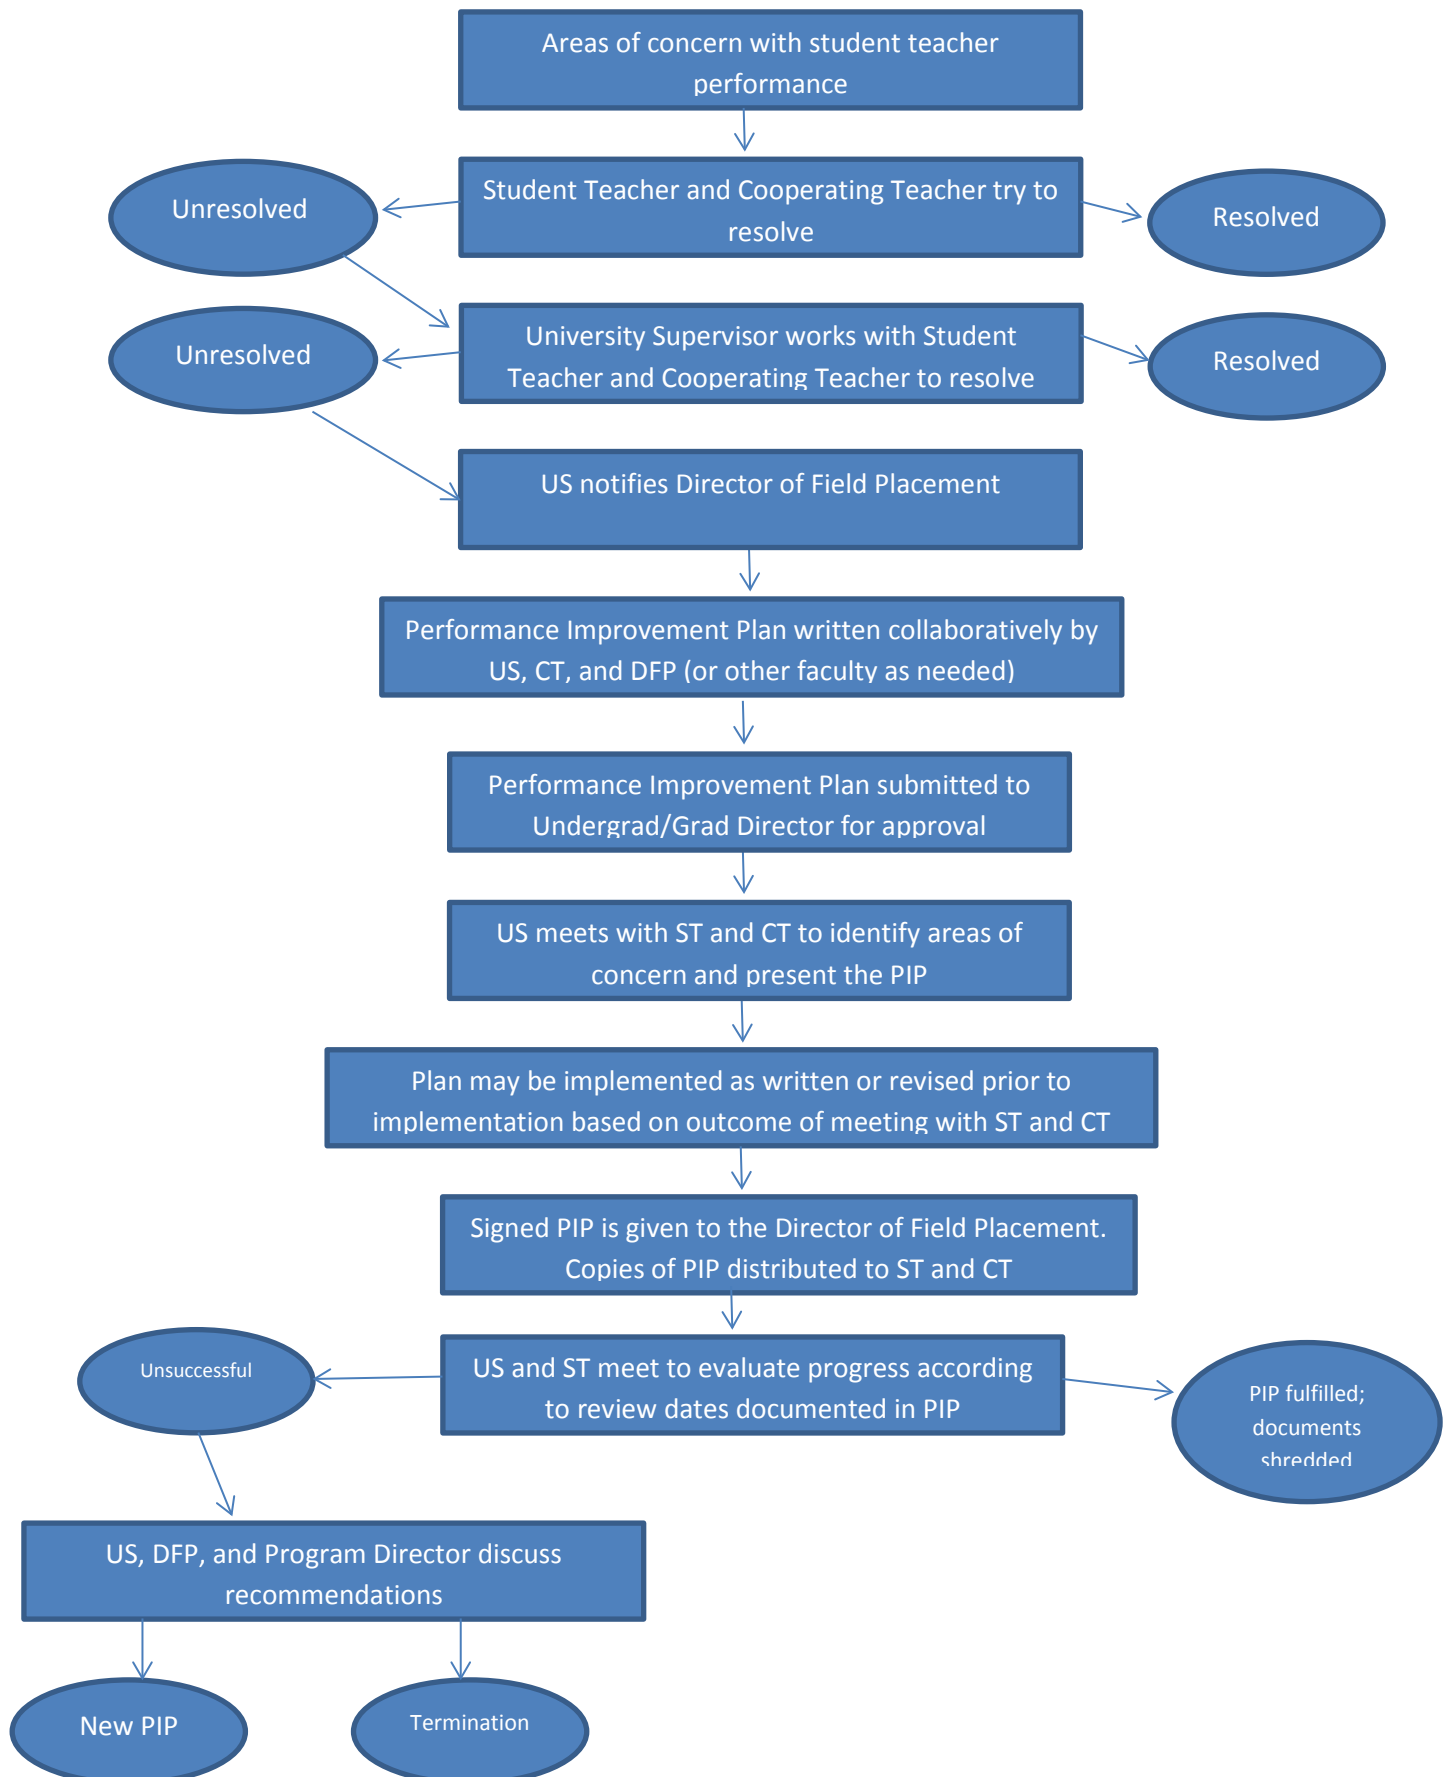 Areas of concern with student teacher
performance
Student Teacher and Cooperating Teacher try to
resolve
Unresolved
Resolved
University Supervisor works with Student
Teacher and Cooperating Teacher to resolve
Unresolved
Resolved
US notifies Director of Field Placement
Performance Improvement Plan written collaboratively by
US, CT, and DFP (or other faculty as needed)
Performance Improvement Plan submitted to
Undergrad/Grad Director for approval
US meets with ST and CT to identify areas of
concern and present the PIP
Plan may be implemented as written or revised prior to
implementation based on outcome of meeting with ST and CT
Signed PIP is given to the Director of Field Placement.
Copies of PIP distributed to ST and CT
US and ST meet to evaluate progress according
to review dates documented in PIP
Unsuccessful
PIP fulfilled;
documents
shredded
US, DFP, and Program Director discuss
recommendations
New PIP
Termination